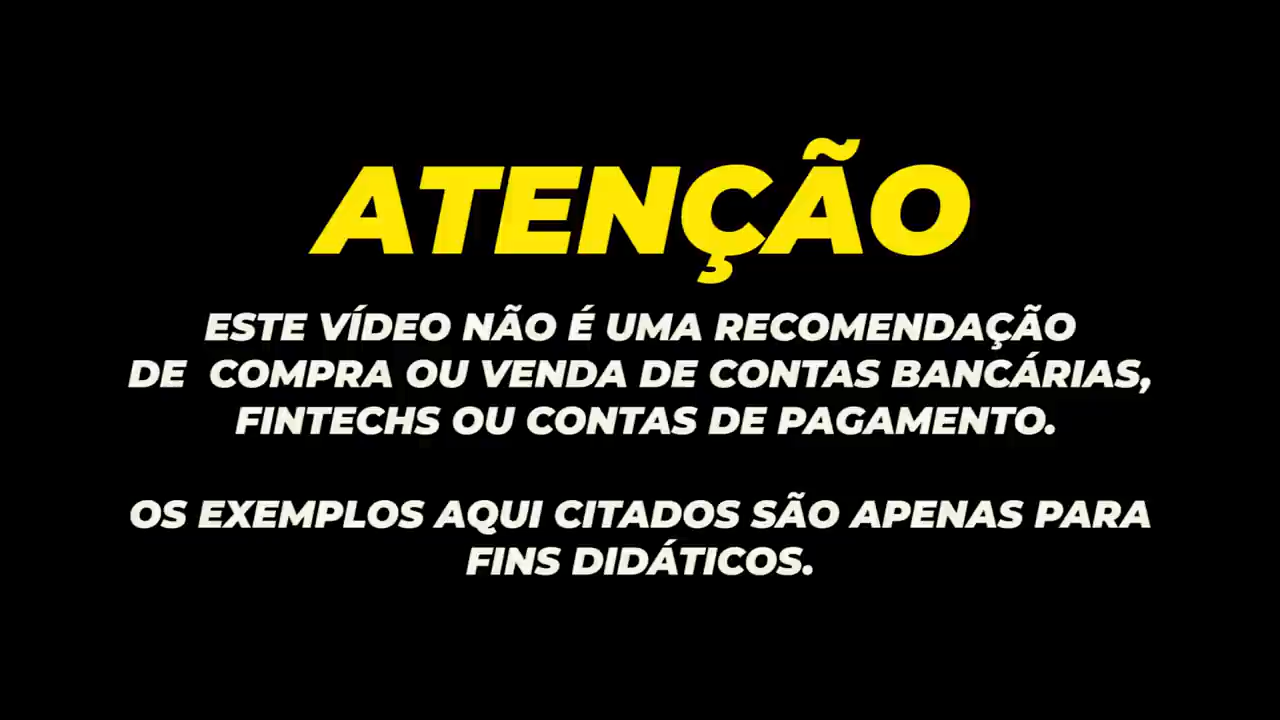 ATENÇÃO
ESTE VÍDEO NÃO É UMA RECOMENDAÇÃO
DE COMPRA OU VENDA DE CONTAS BANCÁRIAS,
FINTECHS OU CONTAS DE PAGAMENTO.
OS EXEMPLOS AQUI CITADOS SÃO APENAS PARA
FINS DIDÁTICOS.